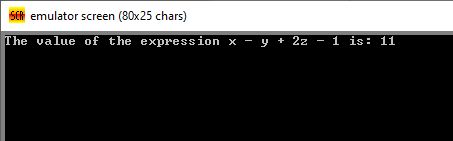 emulator screen (80x25 chars)
The value of the expression x - y + 2z - 1 is: 11